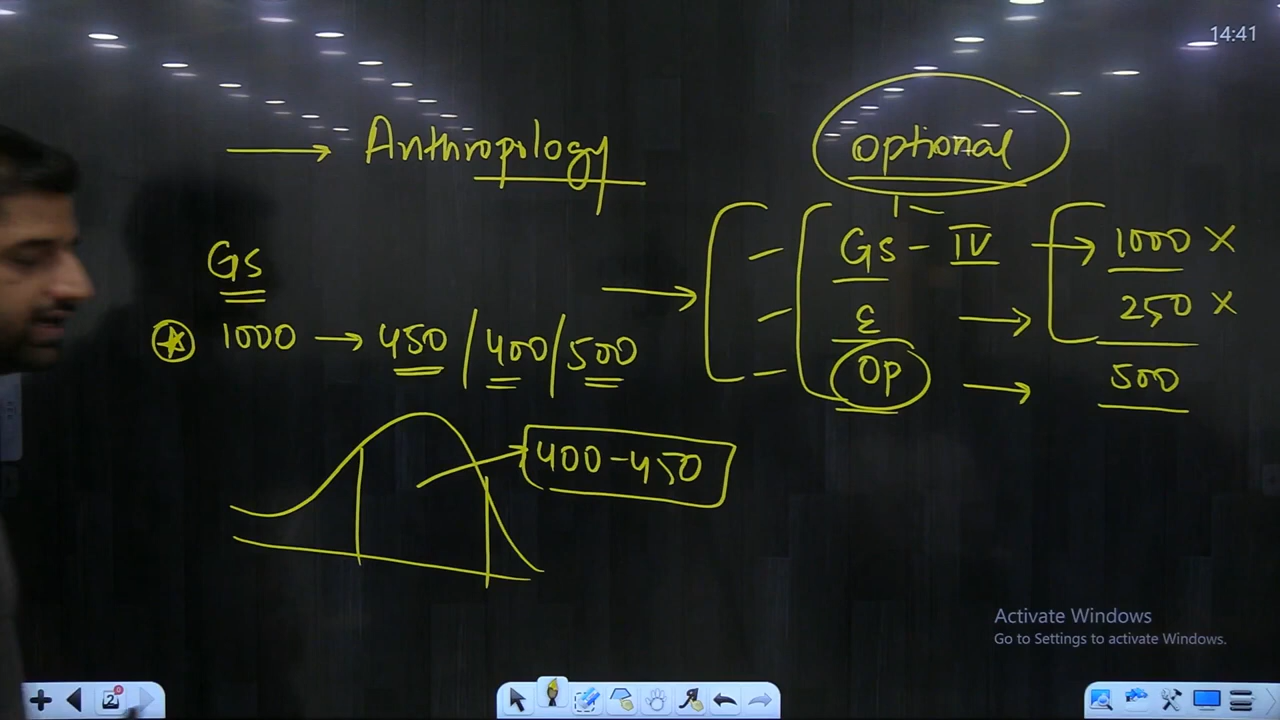 14:41
→ Anthropology
optional
Gs - IV → 1000 X
Gs
ε → 250 X
1000 → 450 / 400 / 500
Op → 500
400-450
Activate Windows
Go to Settings to activate Windows.
2